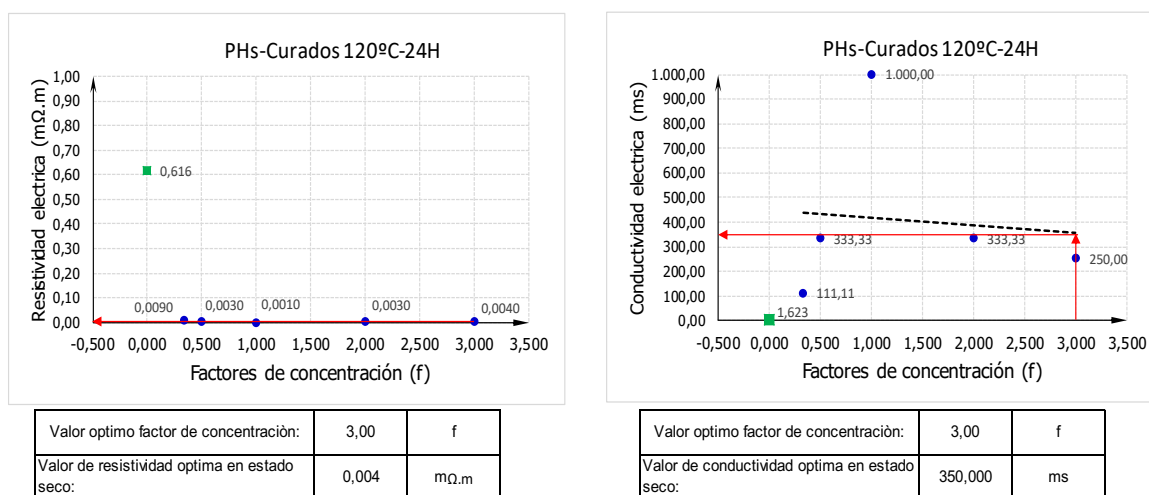 PHs-Curados 120ºC-24H
Resistividad electrica (mΩ.m)
1,00
0,90
0,80
0,70
0,60
0,50
0,40
0,30
0,20
0,10
0,00
0,616
0,0090
0,0030
0,0010
0,0030
0,0040
-0,500 0,000 0,500 1,000 1,500 2,000 2,500 3,000 3,500
Factores de concentración (f)
Valor optimo factor de concentraciòn: 3,00 f
Valor de resistividad optima en estado seco: 0,004 mΩ.m
PHs-Curados 120ºC-24H
Conductividad electrica (ms)
1.000,00
900,00
800,00
700,00
600,00
500,00
400,00
300,00
200,00
100,00
0,00
1.000,00
333,33
333,33
250,00
111,11
1,623
-0,500 0,000 0,500 1,000 1,500 2,000 2,500 3,000 3,500
Factores de concentración (f)
Valor optimo factor de concentraciòn: 3,00 f
Valor de conductividad optima en estado seco: 350,000 ms